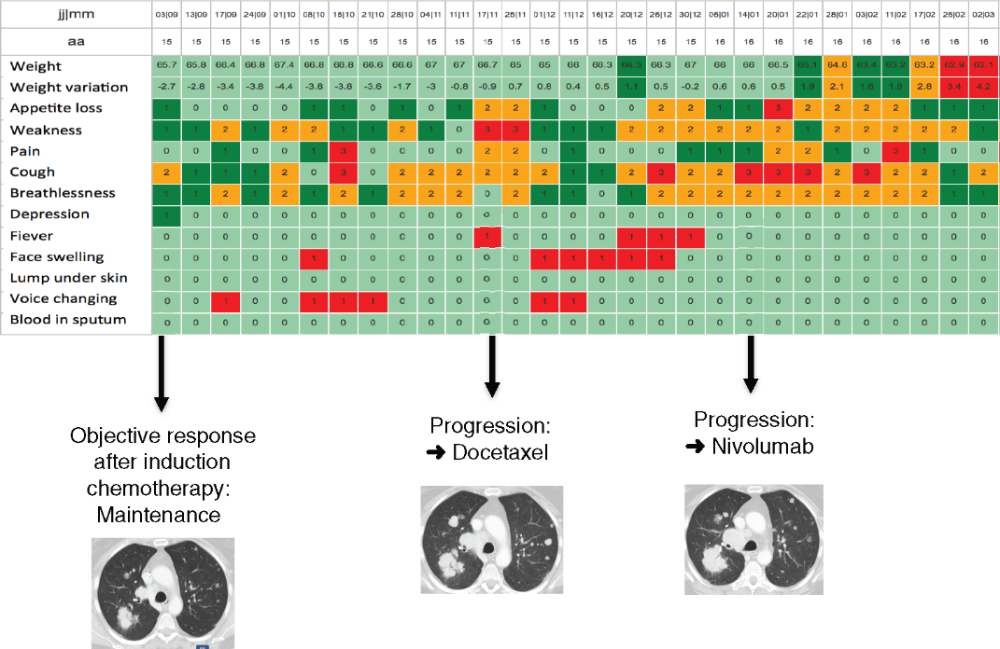 jj|mm 03|09 13|09 17|09 24|09 01|10 08|10 16|10 21|10 28|10 04|11 11|11 17|11 25|11 01|12 11|12 16|12 20|12 26|12 30|12 06|01 14|01 20|01 22|01 28|01 03|02 11|02 17|02 26|02 02|03
aa 15 15 15 15 15 15 15 15 15 15 15 15 15 15 15 15 15 15 15 16 16 16 16 16 16 16 16 16 16
Weight 65.7 65.8 66.4 66.8 67.4 66.8 66.8 66.6 66.6 67 67 66.7 65 65 66 66.3 66.3 66.3 67 66 66 66.5 65.1 64.6 63.4 63.2 63.2 62.9 62.1
Weight variation -2.7 -2.8 -3.4 -3.8 -4.4 -3.8 -3.8 -3.6 -1.7 -3 -0.8 -0.9 0.7 0.8 0.4 0.5 1.1 0.5 -0.2 0.6 0.6 0.5 1.9 2.1 1.6 1.8 2.8 3.4 4.2
Appetite loss 1 0 0 0 0 1 1 0 1 0 1 2 2 1 0 0 0 2 2 1 1 3 2 2 2 2 1 1 1
Weakness 1 1 2 1 2 2 1 1 2 1 0 3 3 1 1 1 2 2 2 2 2 2 1 2 2 2 2 2 1
Pain 0 0 1 0 0 1 3 0 0 0 0 2 2 0 1 0 0 0 1 1 1 2 2 1 0 3 1 0 0
Cough 2 1 1 1 2 0 3 0 2 2 2 2 2 2 1 1 2 3 2 2 3 3 3 2 3 2 2 1 2
Breathlessness 1 1 2 1 2 1 2 1 2 2 2 0 2 1 1 0 1 2 2 2 2 2 2 2 2 2 2 1 1
Depression 1 0 0 0 0 0 0 0 0 0 0 0 0 0 0 0 0 0 0 0 0 0 0 0 0 0 0 0 0
Fiever 0 0 0 0 0 0 0 0 0 0 0 1 0 0 0 0 1 1 1 0 0 0 0 0 0 0 0 0 0
Face swelling 0 0 0 0 0 1 0 0 0 0 0 0 0 1 1 1 1 1 0 0 0 0 0 0 0 0 0 0 0
Lump under skin 0 0 0 0 0 0 0 0 0 0 0 0 0 0 0 0 0 0 0 0 0 0 0 0 0 0 0 0 0
Voice changing 0 0 1 0 0 1 1 1 0 0 0 0 0 1 1 0 0 0 0 0 0 0 0 0 0 0 0 0 0
Blood in sputum 0 0 0 0 0 0 0 0 0 0 0 0 0 0 0 0 0 0 0 0 0 0 0 0 0 0 0 0 0
Objective response
after induction
chemotherapy:
Maintenance
Progression:
➔ Docetaxel
Progression:
➔ Nivolumab